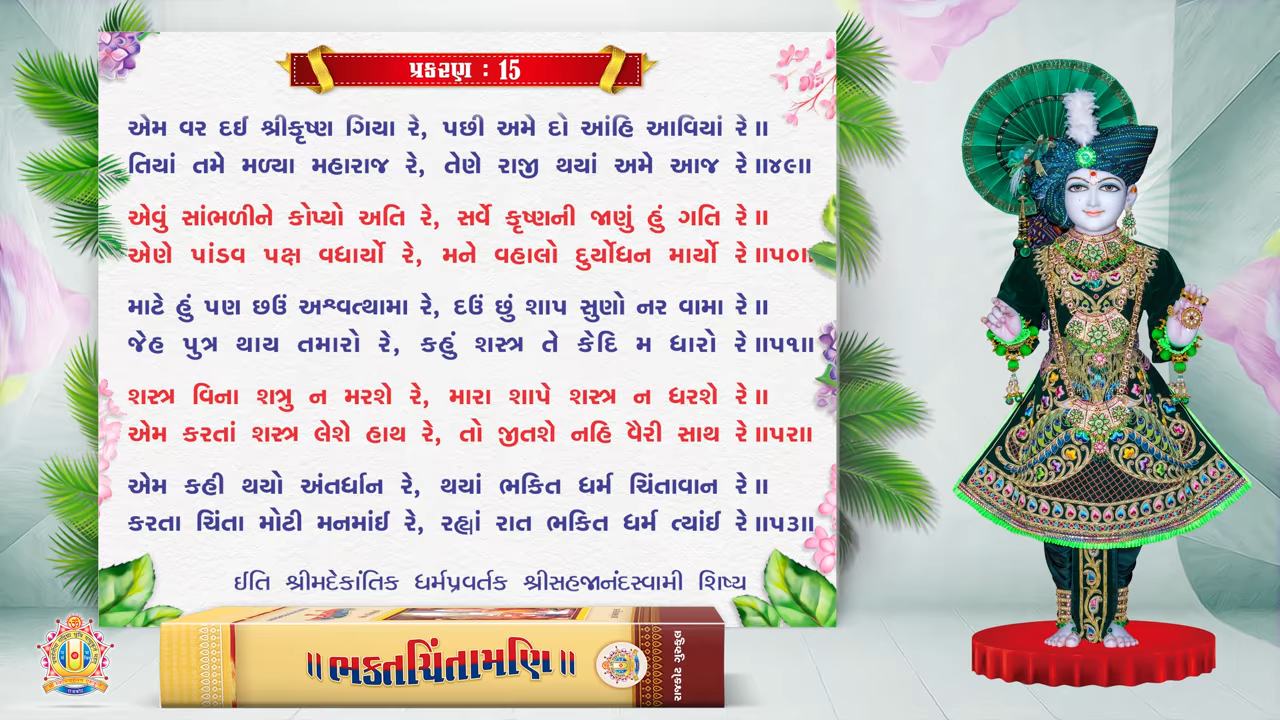 પ્રકરણ : 15
એમ વર દઈ શ્રીકૃષ્ણ ગિયા રે, પછી અમે દો આંહિ આવિયાં રે॥
તિયાં તમે મળ્યા મહારાજ રે, તેણે રાજી થયાં અમે આજ રે॥૪૯॥
એવું સાંભળીને કોપ્યો અતિ રે, સર્વે કૃષ્ણની જાણું હું ગતિ રે॥
એણે પાંડવ પક્ષ વધાર્યો રે, મને વહાલો દુર્યોધન માર્યો રે॥૫૦॥
માટે હું પણ છઉં અશ્વત્થામા રે, દઉં છું શાપ સુણો નર વામા રે॥
જેહ પુત્ર થાય તમારો રે, કહું શસ્ત્ર તે કેદિ મ ધારો રે॥૫૧॥
શસ્ત્ર વિના શત્રુ ન મરશે રે, મારા શાપે શસ્ત્ર ન ધરશે રે॥
એમ કરતાં શસ્ત્ર લેશે હાથ રે, તો જીતશે નહિ વૈરી સાથ રે॥૫૨॥
એમ કહી થયો અંતર્ધાન રે, થયાં ભકિત ધર્મ ચિંતાવાન રે॥
કરતા ચિંતા મોટી મનમાંઈ રે, રહ્યાં રાત ભકિત ધર્મ ત્યાંઈ રે॥૫૩॥
ઈતિ શ્રીમદેકાંતિક ધર્મપ્રવર્તક શ્રીસહજાનંદસ્વામી શિષ્ય
॥ભક્તચિંતામણિ॥
રાજકોટ ગુરુકુલ